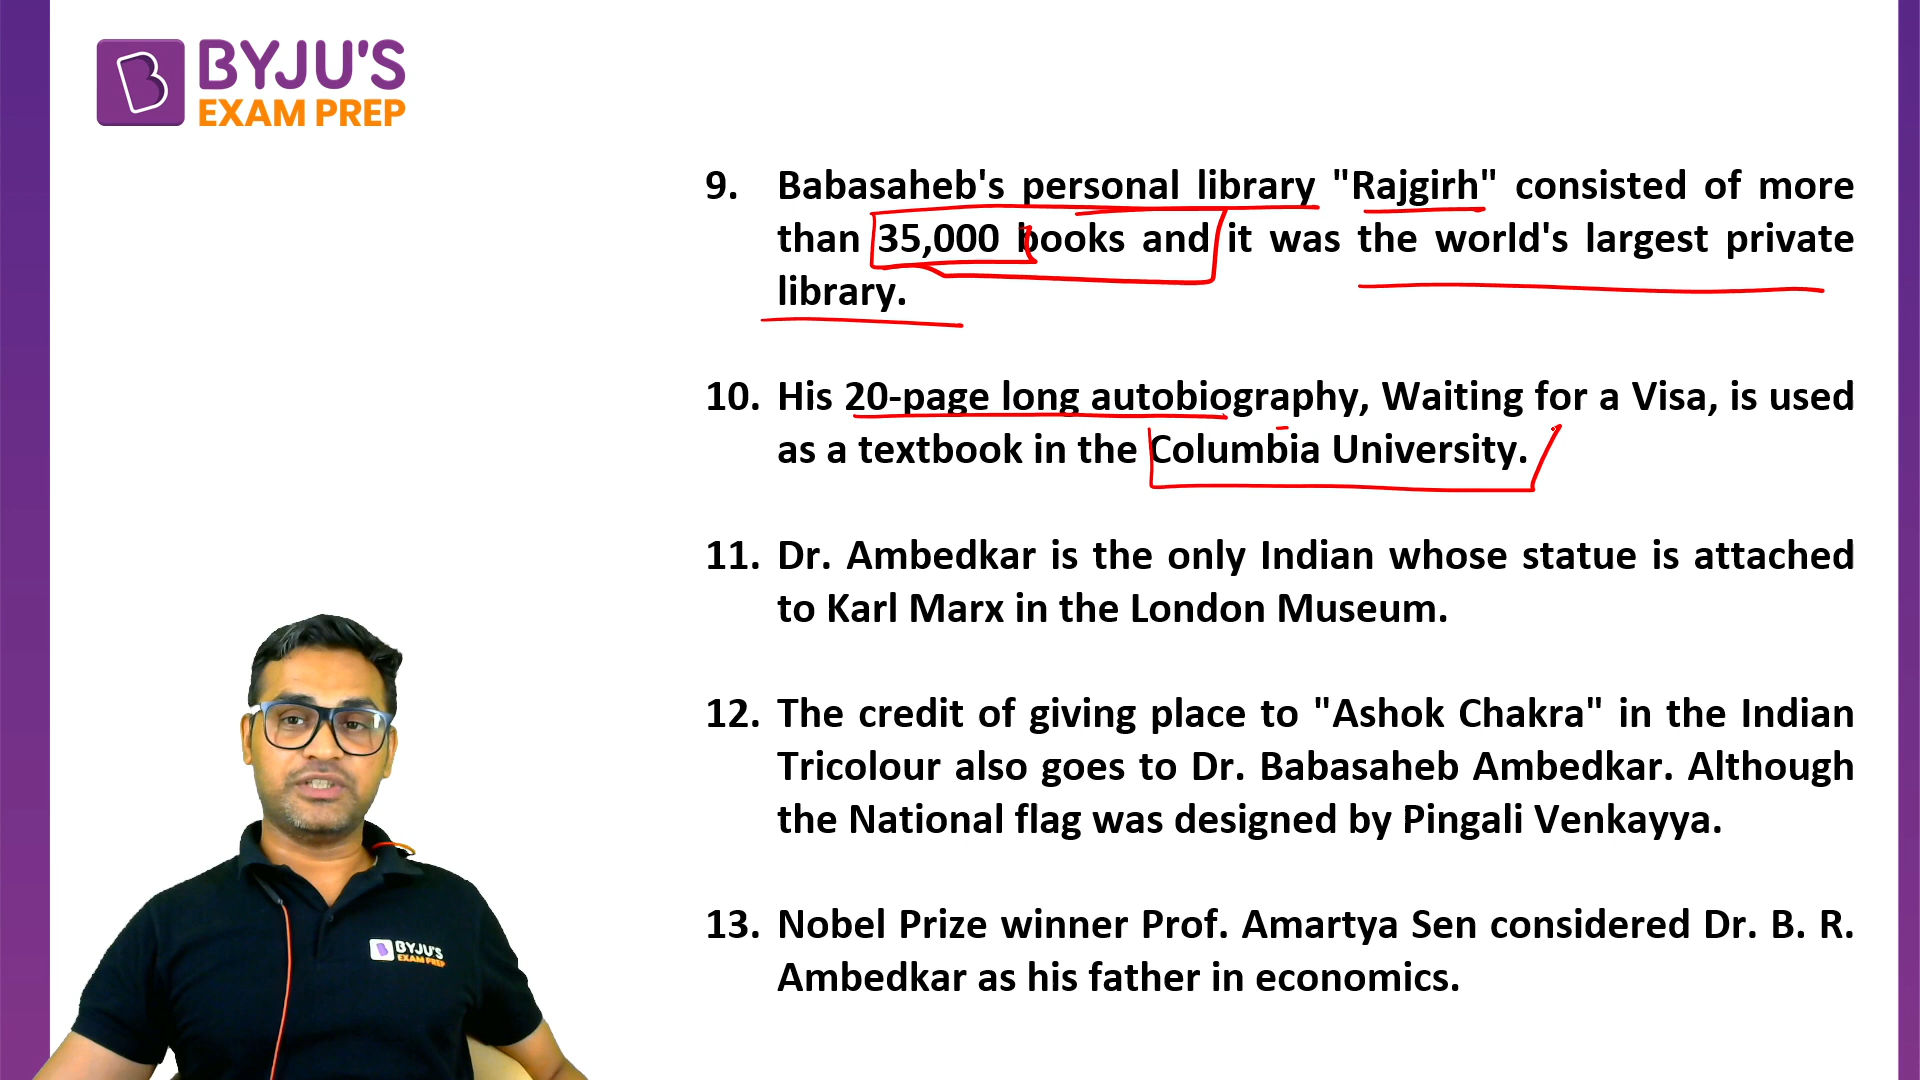 BYJU'S
EXAM PREP
9. Babasaheb's personal library "Rajgirh" consisted of more
than 35,000 books and it was the world's largest private
library.
10. His 20-page long autobiography, Waiting for a Visa, is used
as a textbook in the Columbia University.
11. Dr. Ambedkar is the only Indian whose statue is attached
to Karl Marx in the London Museum.
12. The credit of giving place to "Ashok Chakra" in the Indian
Tricolour also goes to Dr. Babasaheb Ambedkar. Although
the National flag was designed by Pingali Venkayya.
13. Nobel Prize winner Prof. Amartya Sen considered Dr. B. R.
Ambedkar as his father in economics.
BYJU'S
EXAM PREP